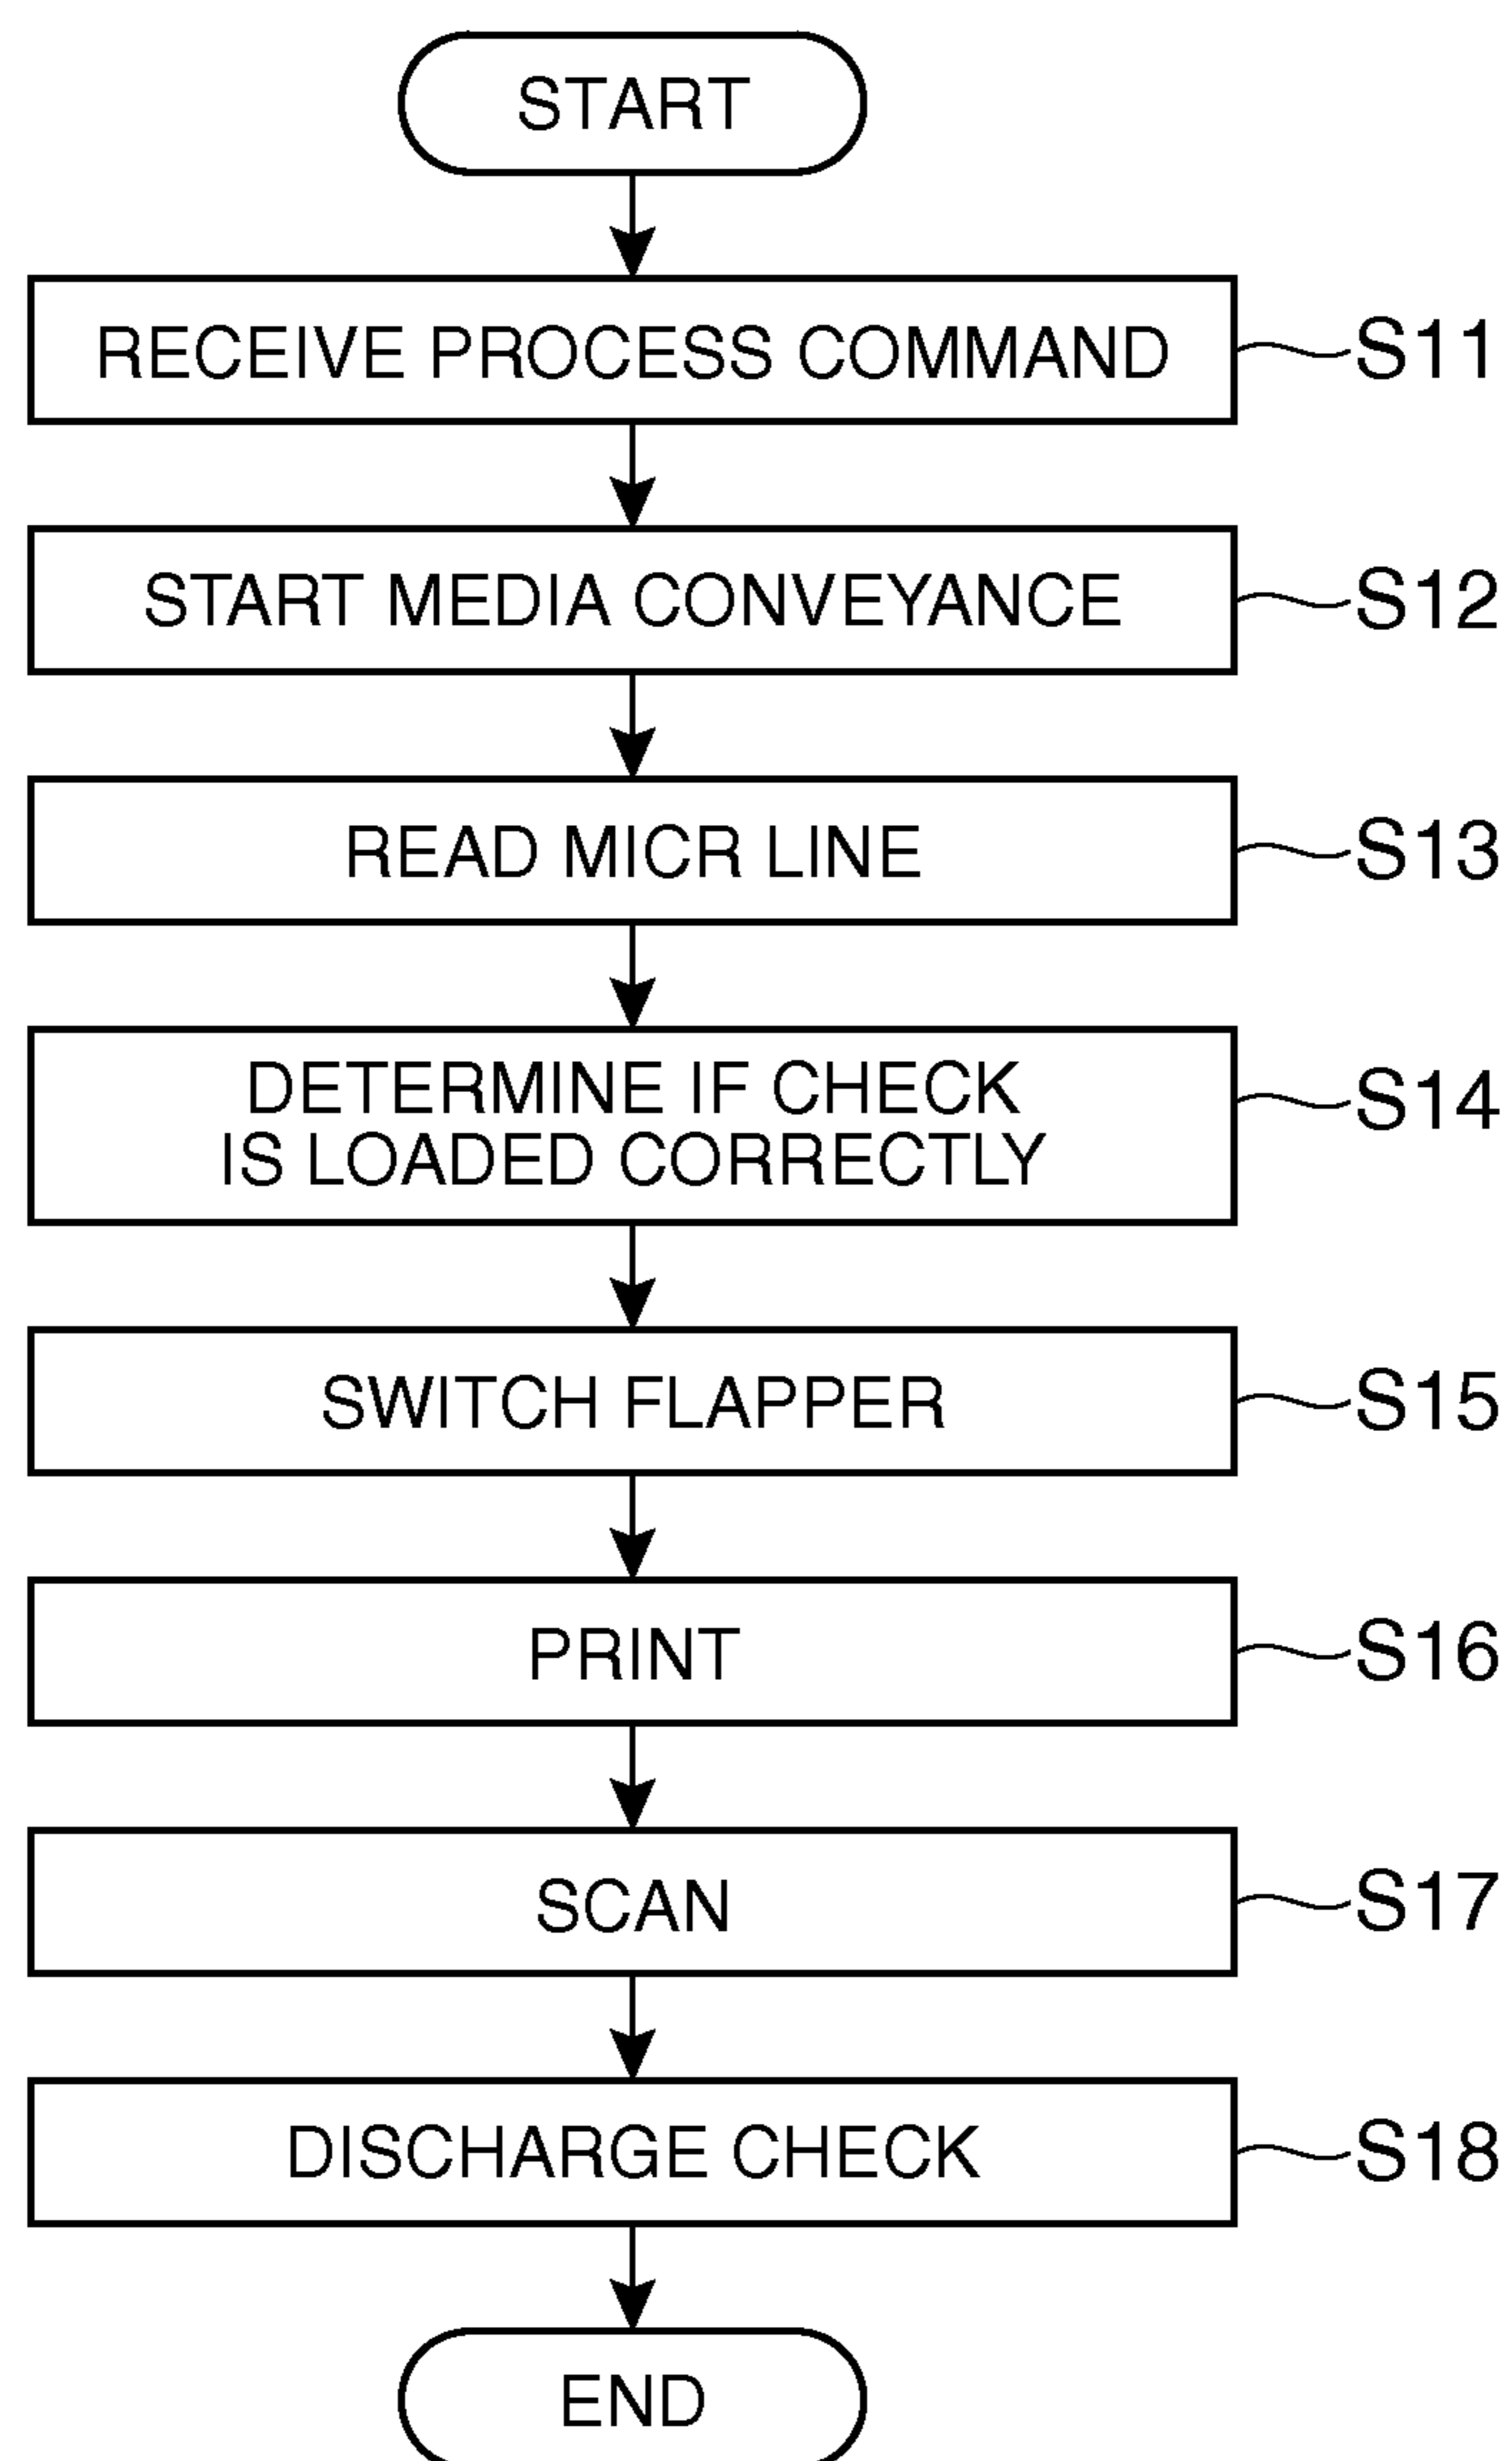 START
RECEIVE PROCESS COMMAND
S11
START MEDIA CONVEYANCE
S12
READ MICR LINE
S13
DETERMINE IF CHECK
IS LOADED CORRECTLY
S14
SWITCH FLAPPER
S15
PRINT
S16
SCAN
S17
DISCHARGE CHECK
S18
END